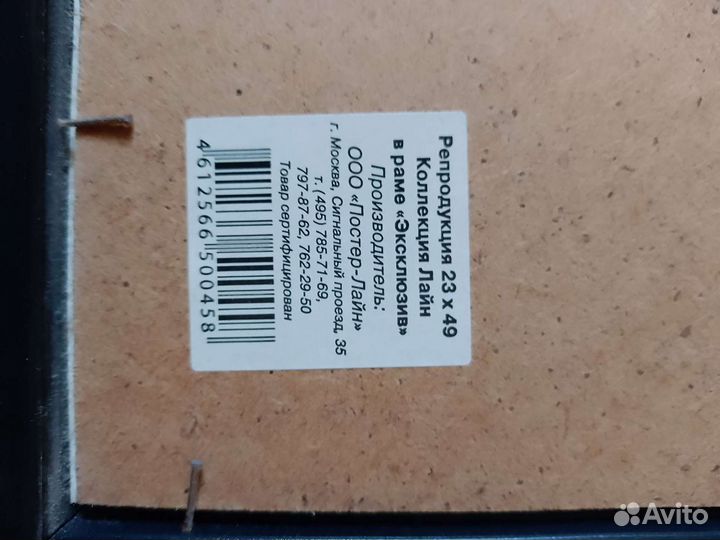 Репродукция 23 х 49
Коллекция Лайн
в раме «Эксклюзив»
Производитель:
ООО «Постер-Лайн»
г. Москва, Сигнальный проезд, 35
т. (495) 785-71-69,
797-87-62, 762-29-50
Товар сертифицирован
4 612566 500458
Avito